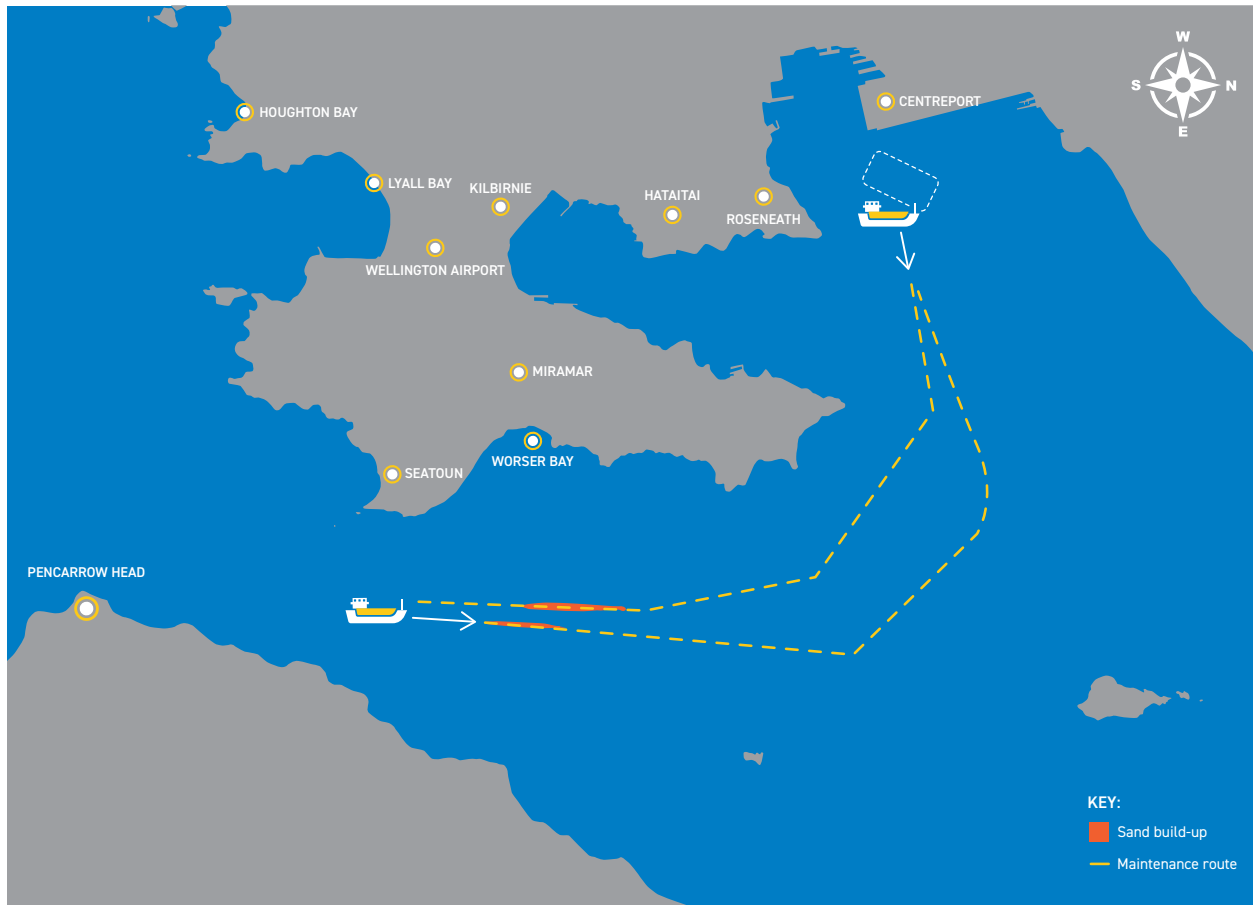 W
S
N
E
CENTREPORT
HOUGHTON BAY
LYALL BAY
KILBIRNIE
HATAITAI
ROSENEATH
WELLINGTON AIRPORT
MIRAMAR
WORSER BAY
SEATOUN
PENCARROW HEAD
KEY:
Sand build-up
Maintenance route